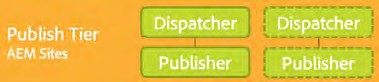 Publish Tier
AEM Sites
Dispatcher
Dispatcher
Publisher
Publisher